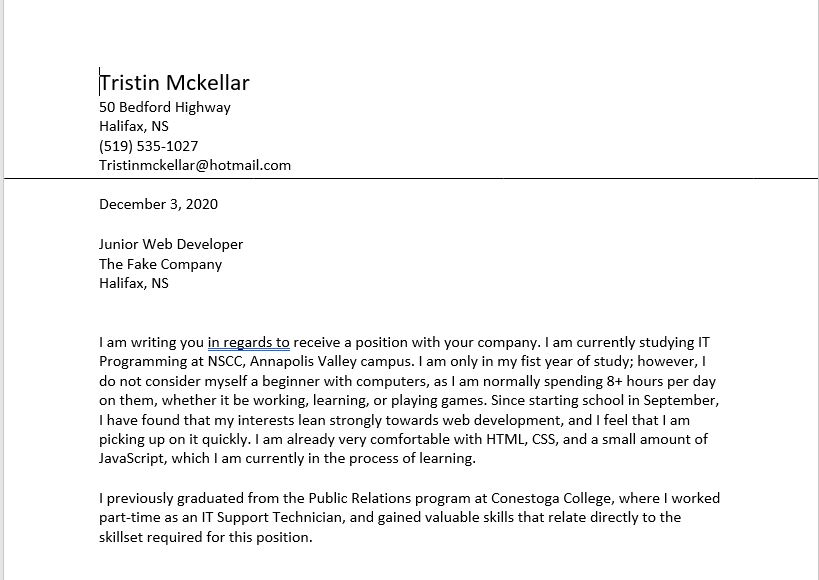 Tristin Mckellar
50 Bedford Highway
Halifax, NS
(519) 535-1027
Tristinmckellar@hotmail.com
December 3, 2020
Junior Web Developer
The Fake Company
Halifax, NS
I am writing you in regards to receive a position with your company. I am currently studying IT
Programming at NSCC, Annapolis Valley campus. I am only in my fist year of study; however, I
do not consider myself a beginner with computers, as I am normally spending 8+ hours per day
on them, whether it be working, learning, or playing games. Since starting school in September,
I have found that my interests lean strongly towards web development, and I feel that I am
picking up on it quickly. I am already very comfortable with HTML, CSS, and a small amount of
JavaScript, which I am currently in the process of learning.
I previously graduated from the Public Relations program at Conestoga College, where I worked
part-time as an IT Support Technician, and gained valuable skills that relate directly to the
skillset required for this position.